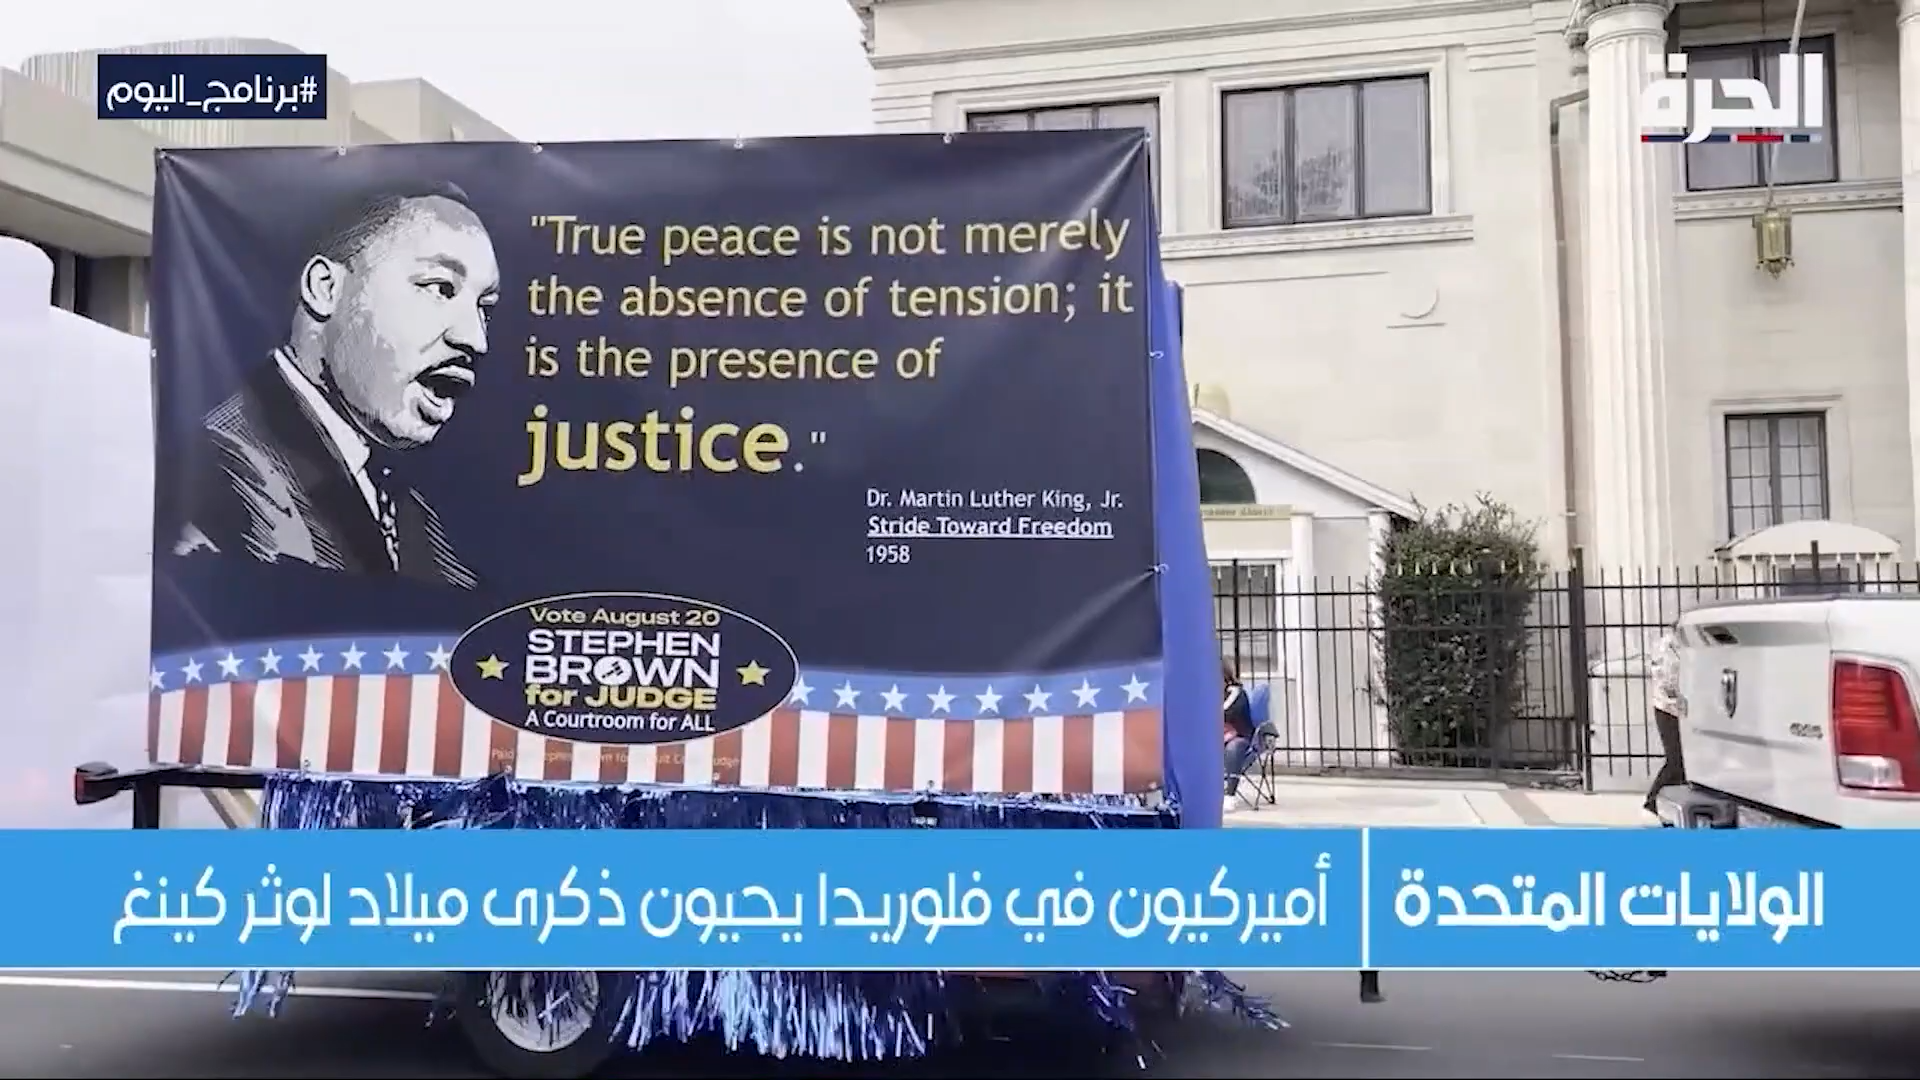 #برنامج_اليوم
الحرة
"True peace is not merely
the absence of tension; it
is the presence of
justice."
Dr. Martin Luther King, Jr.
Stride Toward Freedom
1958
Vote August 20
STEPHEN
BROWN
for JUDGE
A Courtroom for ALL
الولايات المتحدة
أميركيون في فلوريدا يحيون ذكرى ميلاد لوثر كينغ